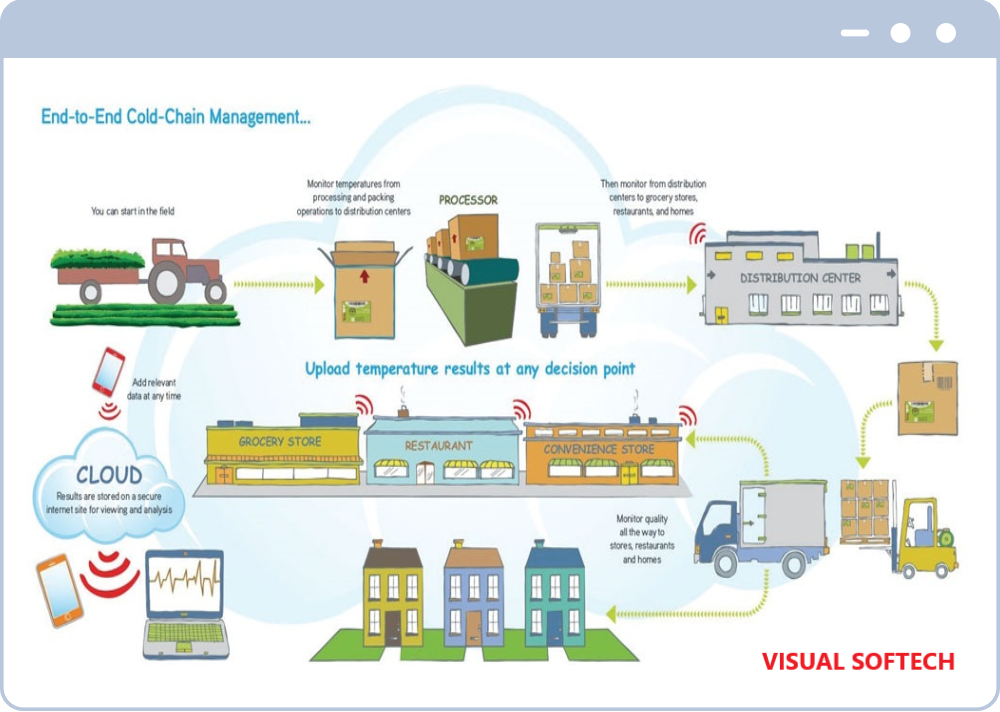 End-to-End Cold-Chain Management...
You can start in the field
Monitor temperatures from
processing and packing
operations to distribution centers
PROCESSOR
Then monitor from distribution
centers to grocery stores,
restaurants, and homes
DISTRIBUTION CENTER
Upload temperature results at any decision point
Add relevant
data at any time
GROCERY STORE
RESTAURANT
CONVENIENCE STORE
CLOUD
Results are stored on a secure
internet site for viewing and analysis
Monitor quality
all the way to
stores, restaurants
and homes
VISUAL SOFTECH